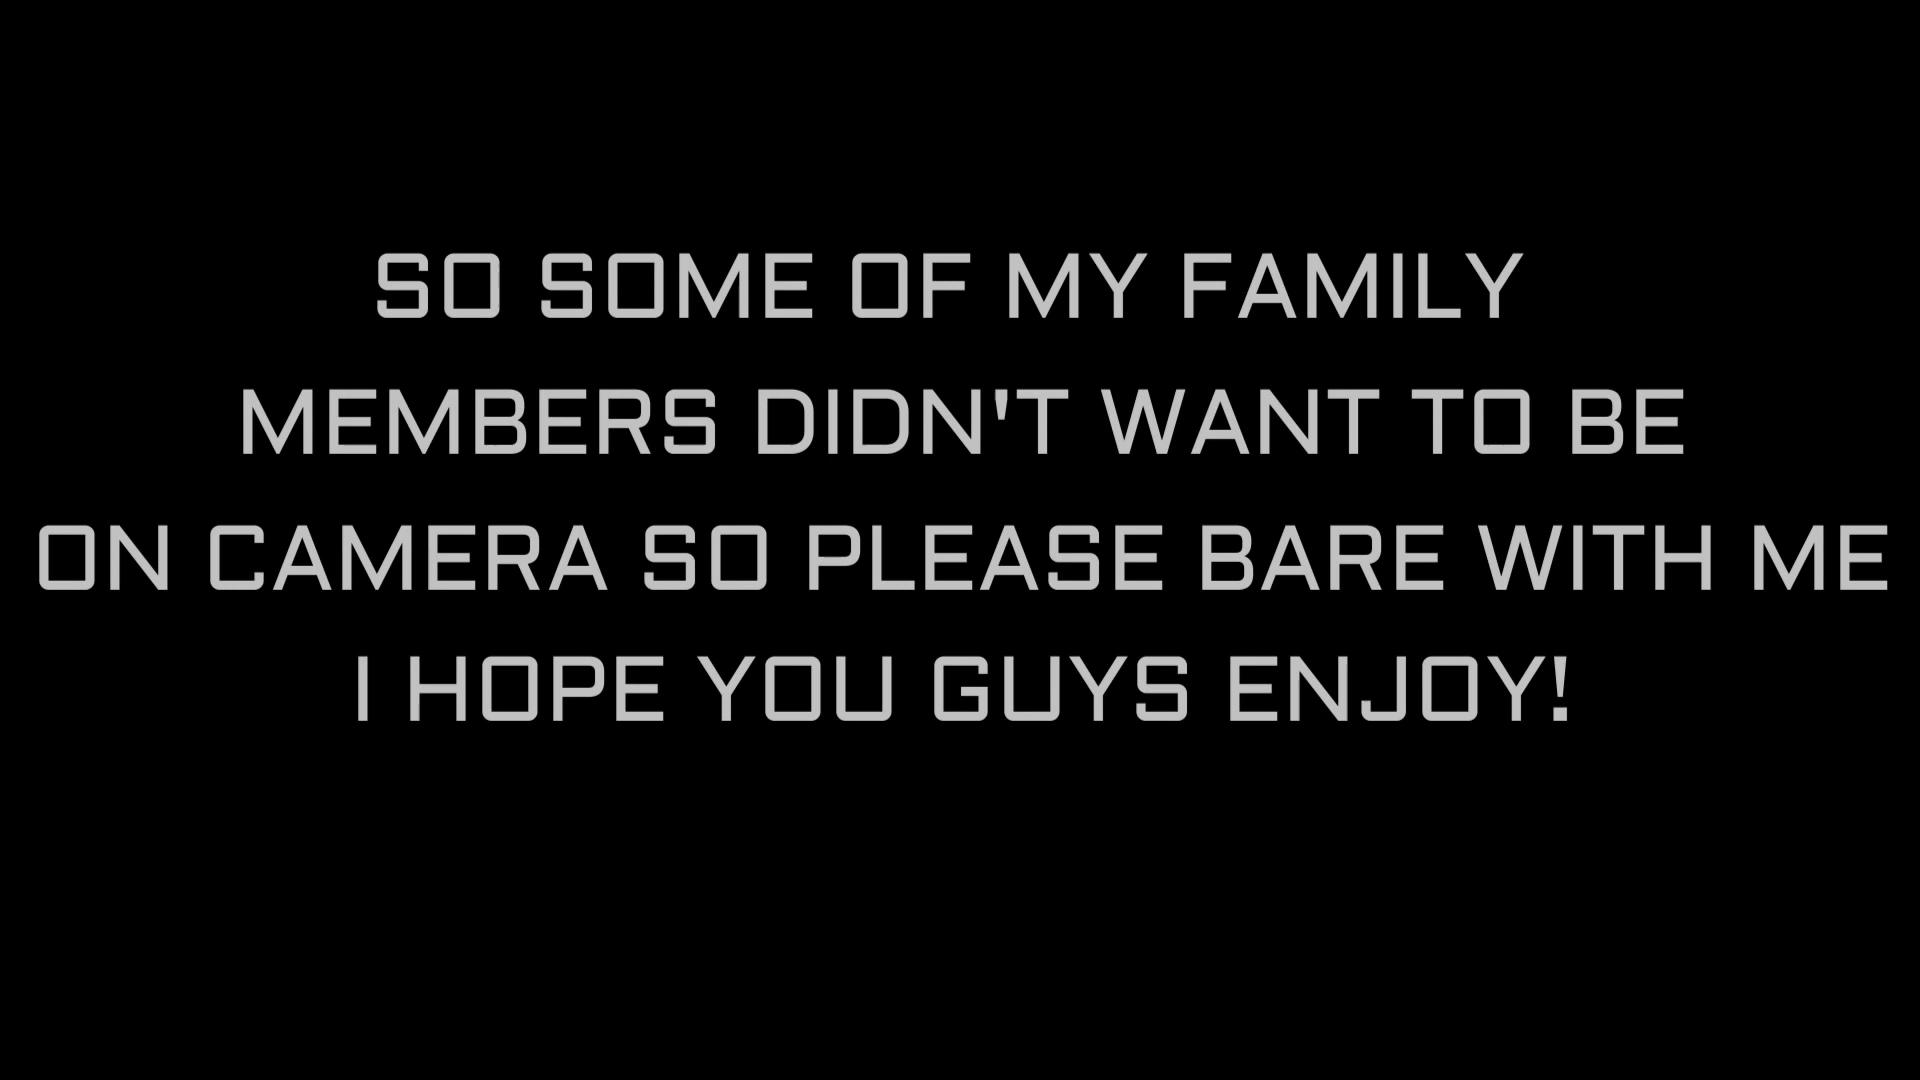 SO SOME OF MY FAMILY
MEMBERS DIDN'T WANT TO BE
ON CAMERA SO PLEASE BARE WITH ME
I HOPE YOU GUYS ENJOY!